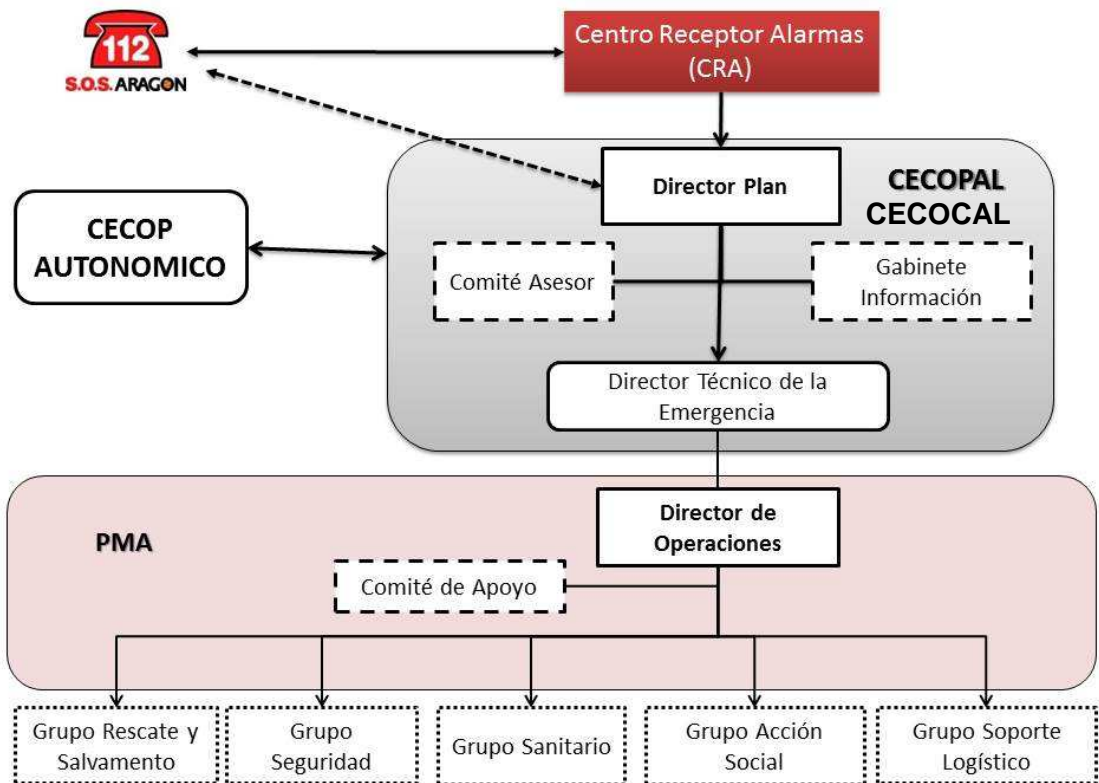 112
S.O.S. ARAGON
Centro Receptor Alarmas
(CRA)
Director Plan
CECOPAL
CECOCAL
CECOP
AUTONOMICO
Comité Asesor
Gabinete
Información
Director Técnico de la
Emergencia
PMA
Director de
Operaciones
Comité de Apoyo
Grupo Rescate y
Salvamento
Grupo
Seguridad
Grupo Sanitario
Grupo Acción
Social
Grupo Soporte
Logístico